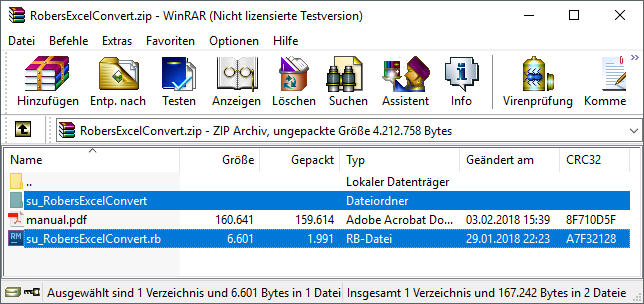 RobersExcelConvert.zip - WinRAR (Nicht lizensierte Testversion)
Datei Befehle Extras Favoriten Optionen Hilfe
Hinzufügen Entp. nach Testen Anzeigen Löschen Suchen Assistent Info Virenprüfung Komme
RobersExcelConvert.zip - ZIP Archiv, ungepackte Größe 4.212.758 Bytes
Name Größe Gepackt Typ Geändert am CRC32
.. Lokaler Datenträger
su_RobersExcelConvert Dateiordner
manual.pdf 160.641 159.614 Adobe Acrobat Do... 03.02.2018 15:39 8F710D5F
RM su_RobersExcelConvert.rb 6.601 1.991 RB-Datei 29.01.2018 22:23 A7F32128
Ausgewählt sind 1 Verzeichnis und 6.601 Bytes in 1 Datei Insgesamt 1 Verzeichnis und 167.242 Bytes in 2 Dateie